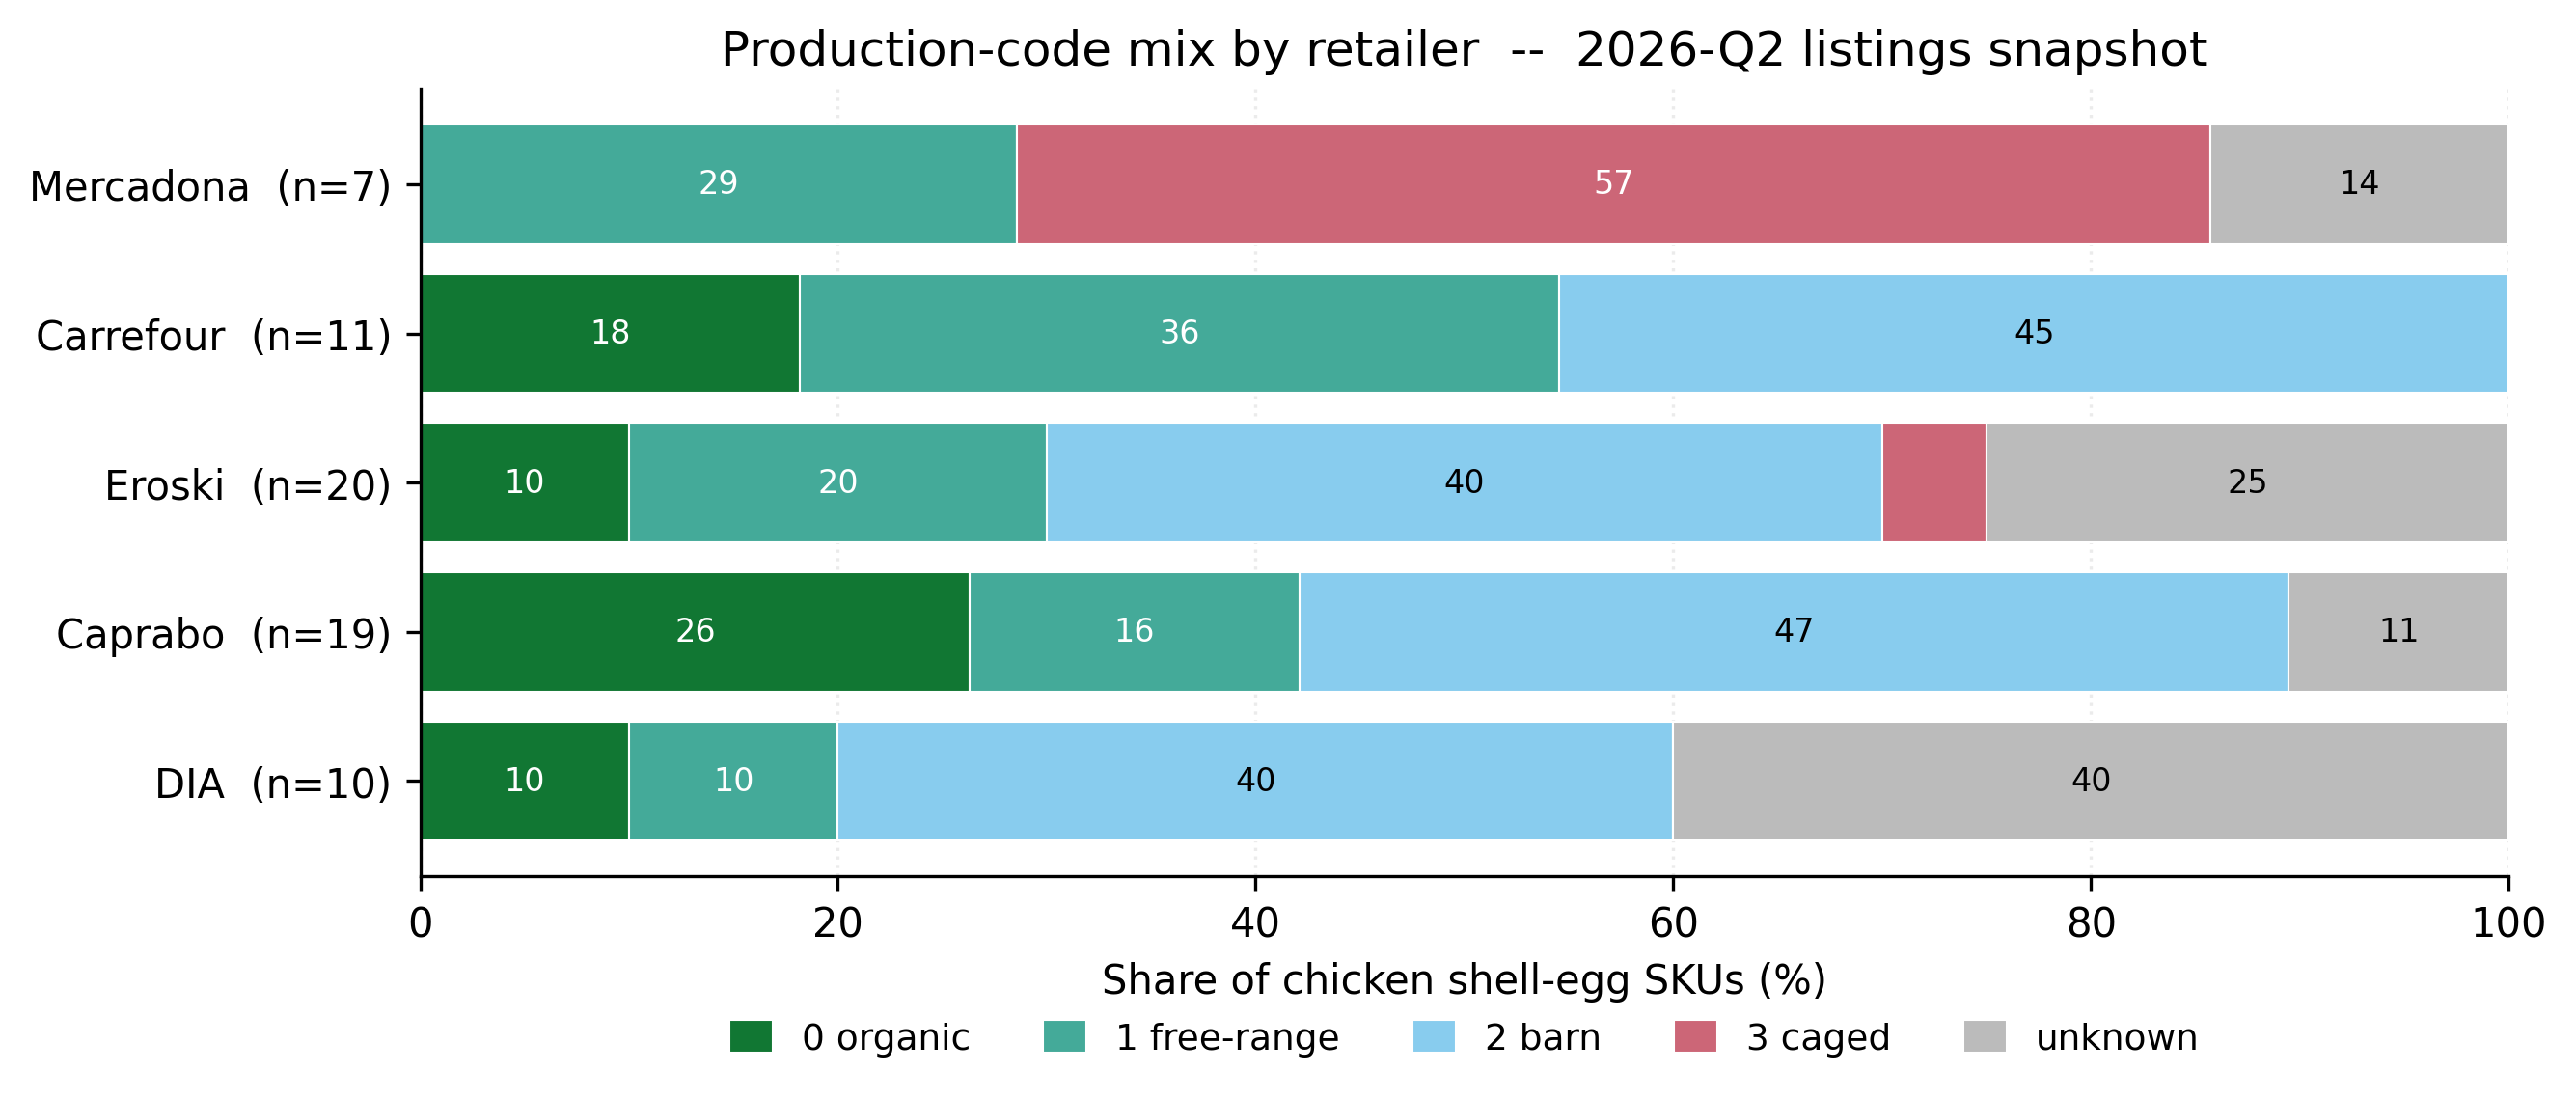 Production-code mix by retailer -- 2026-Q2 listings snapshot
Mercadona (n=7) 29 57 14
Carrefour (n=11) 18 36 45
Eroski (n=20) 10 20 40 25
Caprabo (n=19) 26 16 47 11
DIA (n=10) 10 10 40 40
0 20 40 60 80 100
Share of chicken shell-egg SKUs (%)
0 organic 1 free-range 2 barn 3 caged unknown